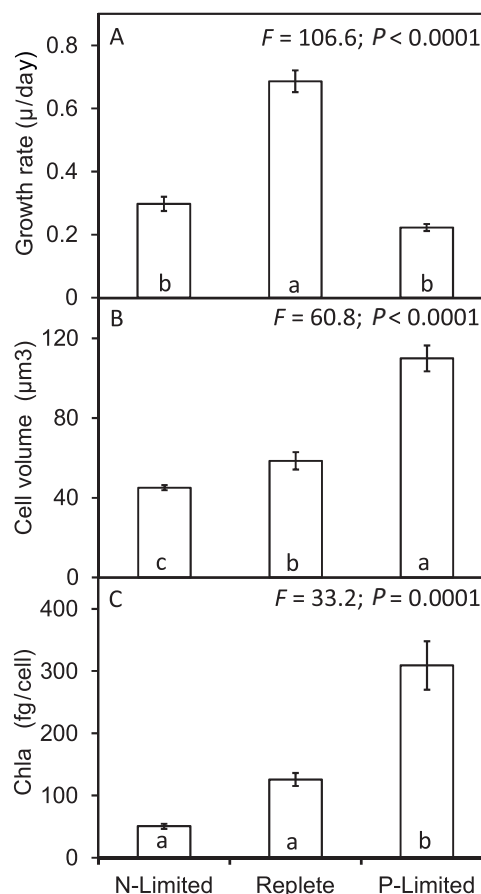 A
F = 106.6; P < 0.0001
0.8
0.6
0.4
0.2
0
Growth rate (µ/day)
b
a
b
B
F = 60.8; P < 0.0001
120
80
40
0
Cell volume (µm3)
c
b
a
C
F = 33.2; P = 0.0001
400
300
200
100
0
Chla (fg/cell)
a
a
b
N-Limited Replete P-Limited